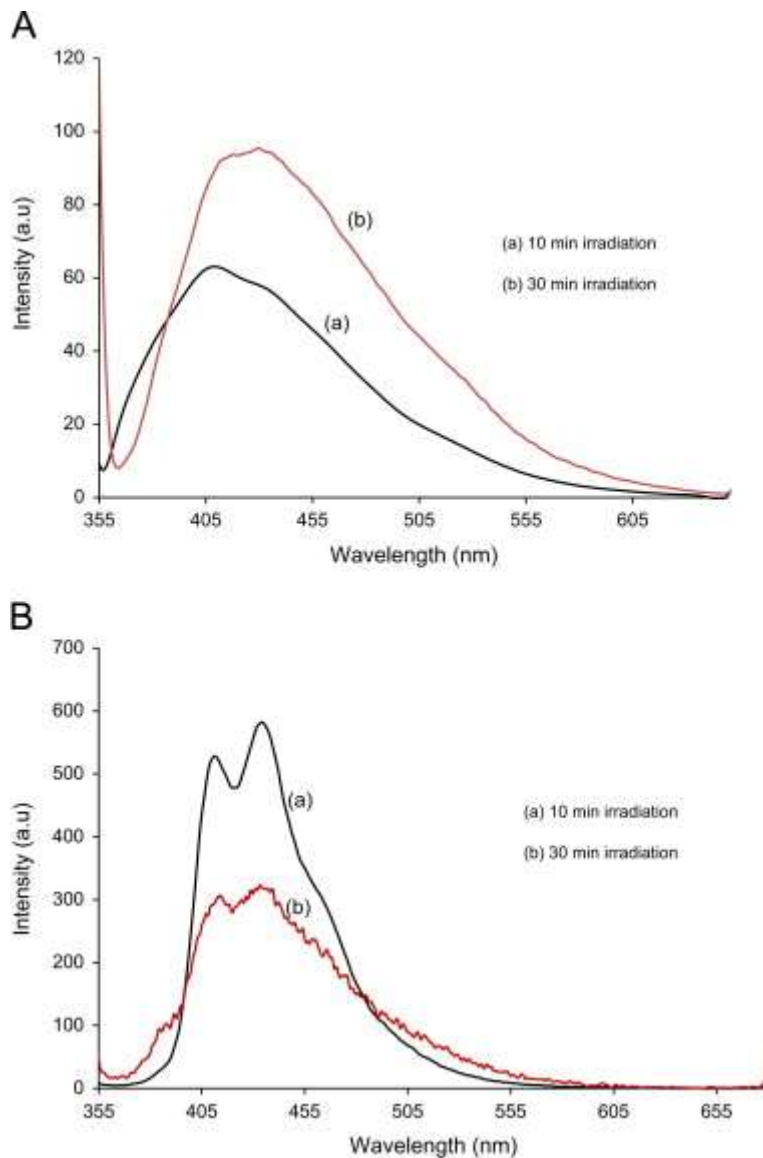 A
120
100
80
60
40
20
0
Intensity (a.u)
(b)
(a)
(a) 10 min irradiation
(b) 30 min irradiation
355 405 455 505 555 605
Wavelength (nm)
B
700
600
500
400
300
200
100
0
Intensity (a.u)
(a)
(b)
(a) 10 min irradiation
(b) 30 min irradiation
355 405 455 505 555 605 655
Wavelength (nm)